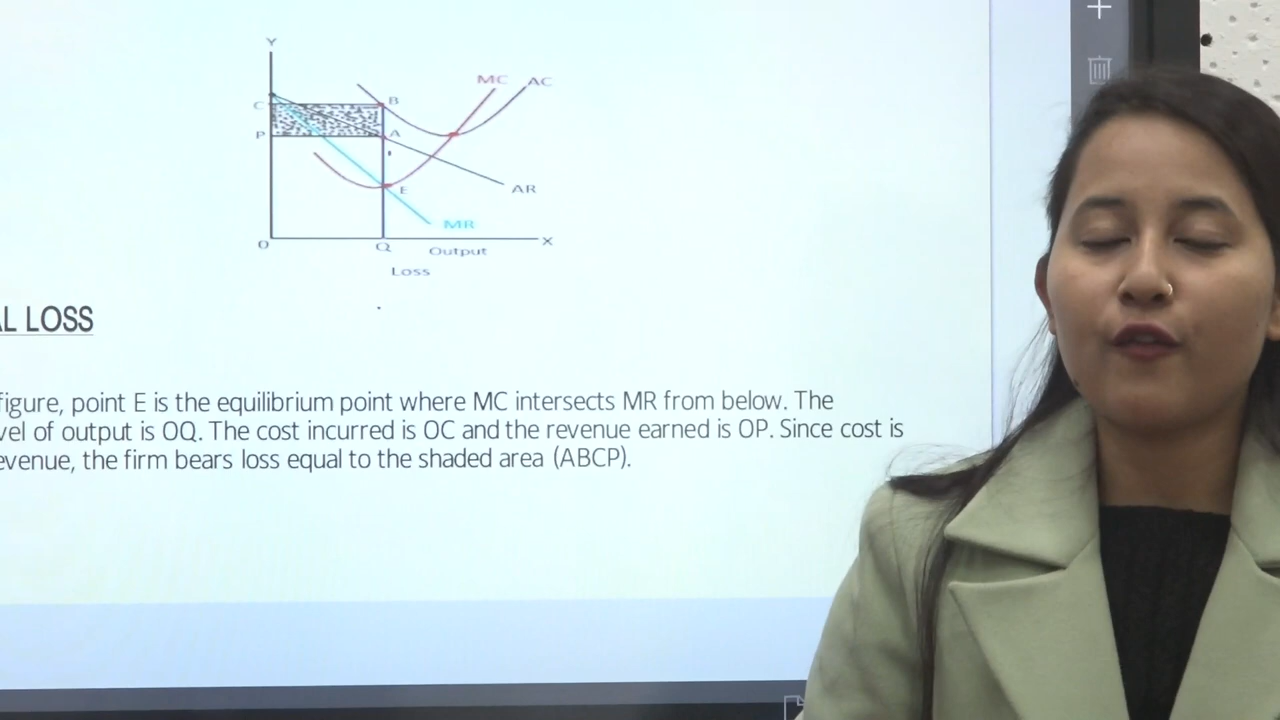 Y
MC AC
C B
P A
E AR
MR
O Q Output X
Loss
AL LOSS
figure, point E is the equilibrium point where MC intersects MR from below. The
vel of output is OQ. The cost incurred is OC and the revenue earned is OP. Since cost is
evenue, the firm bears loss equal to the shaded area (ABCP).